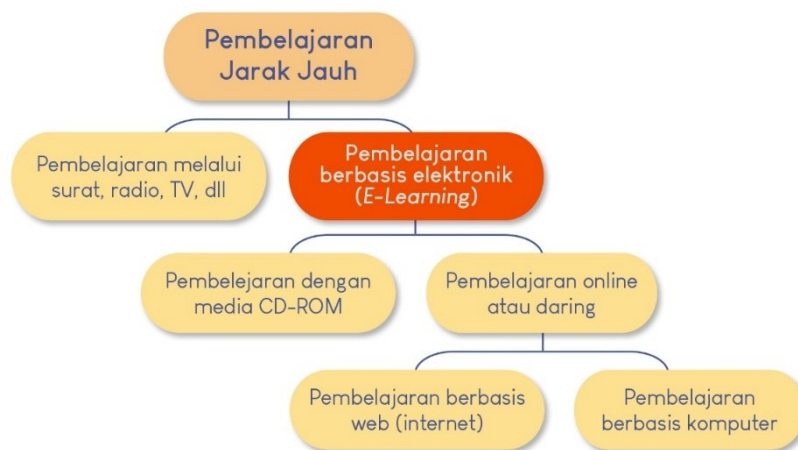 Pembelajaran
Jarak Jauh
Pembelajaran melalui
surat, radio, TV, dll
Pembelajaran
berbasis elektronik
(E-Learning)
Pembelejaran dengan
media CD-ROM
Pembelajaran online
atau daring
Pembelajaran berbasis
web (internet)
Pembelajaran
berbasis komputer